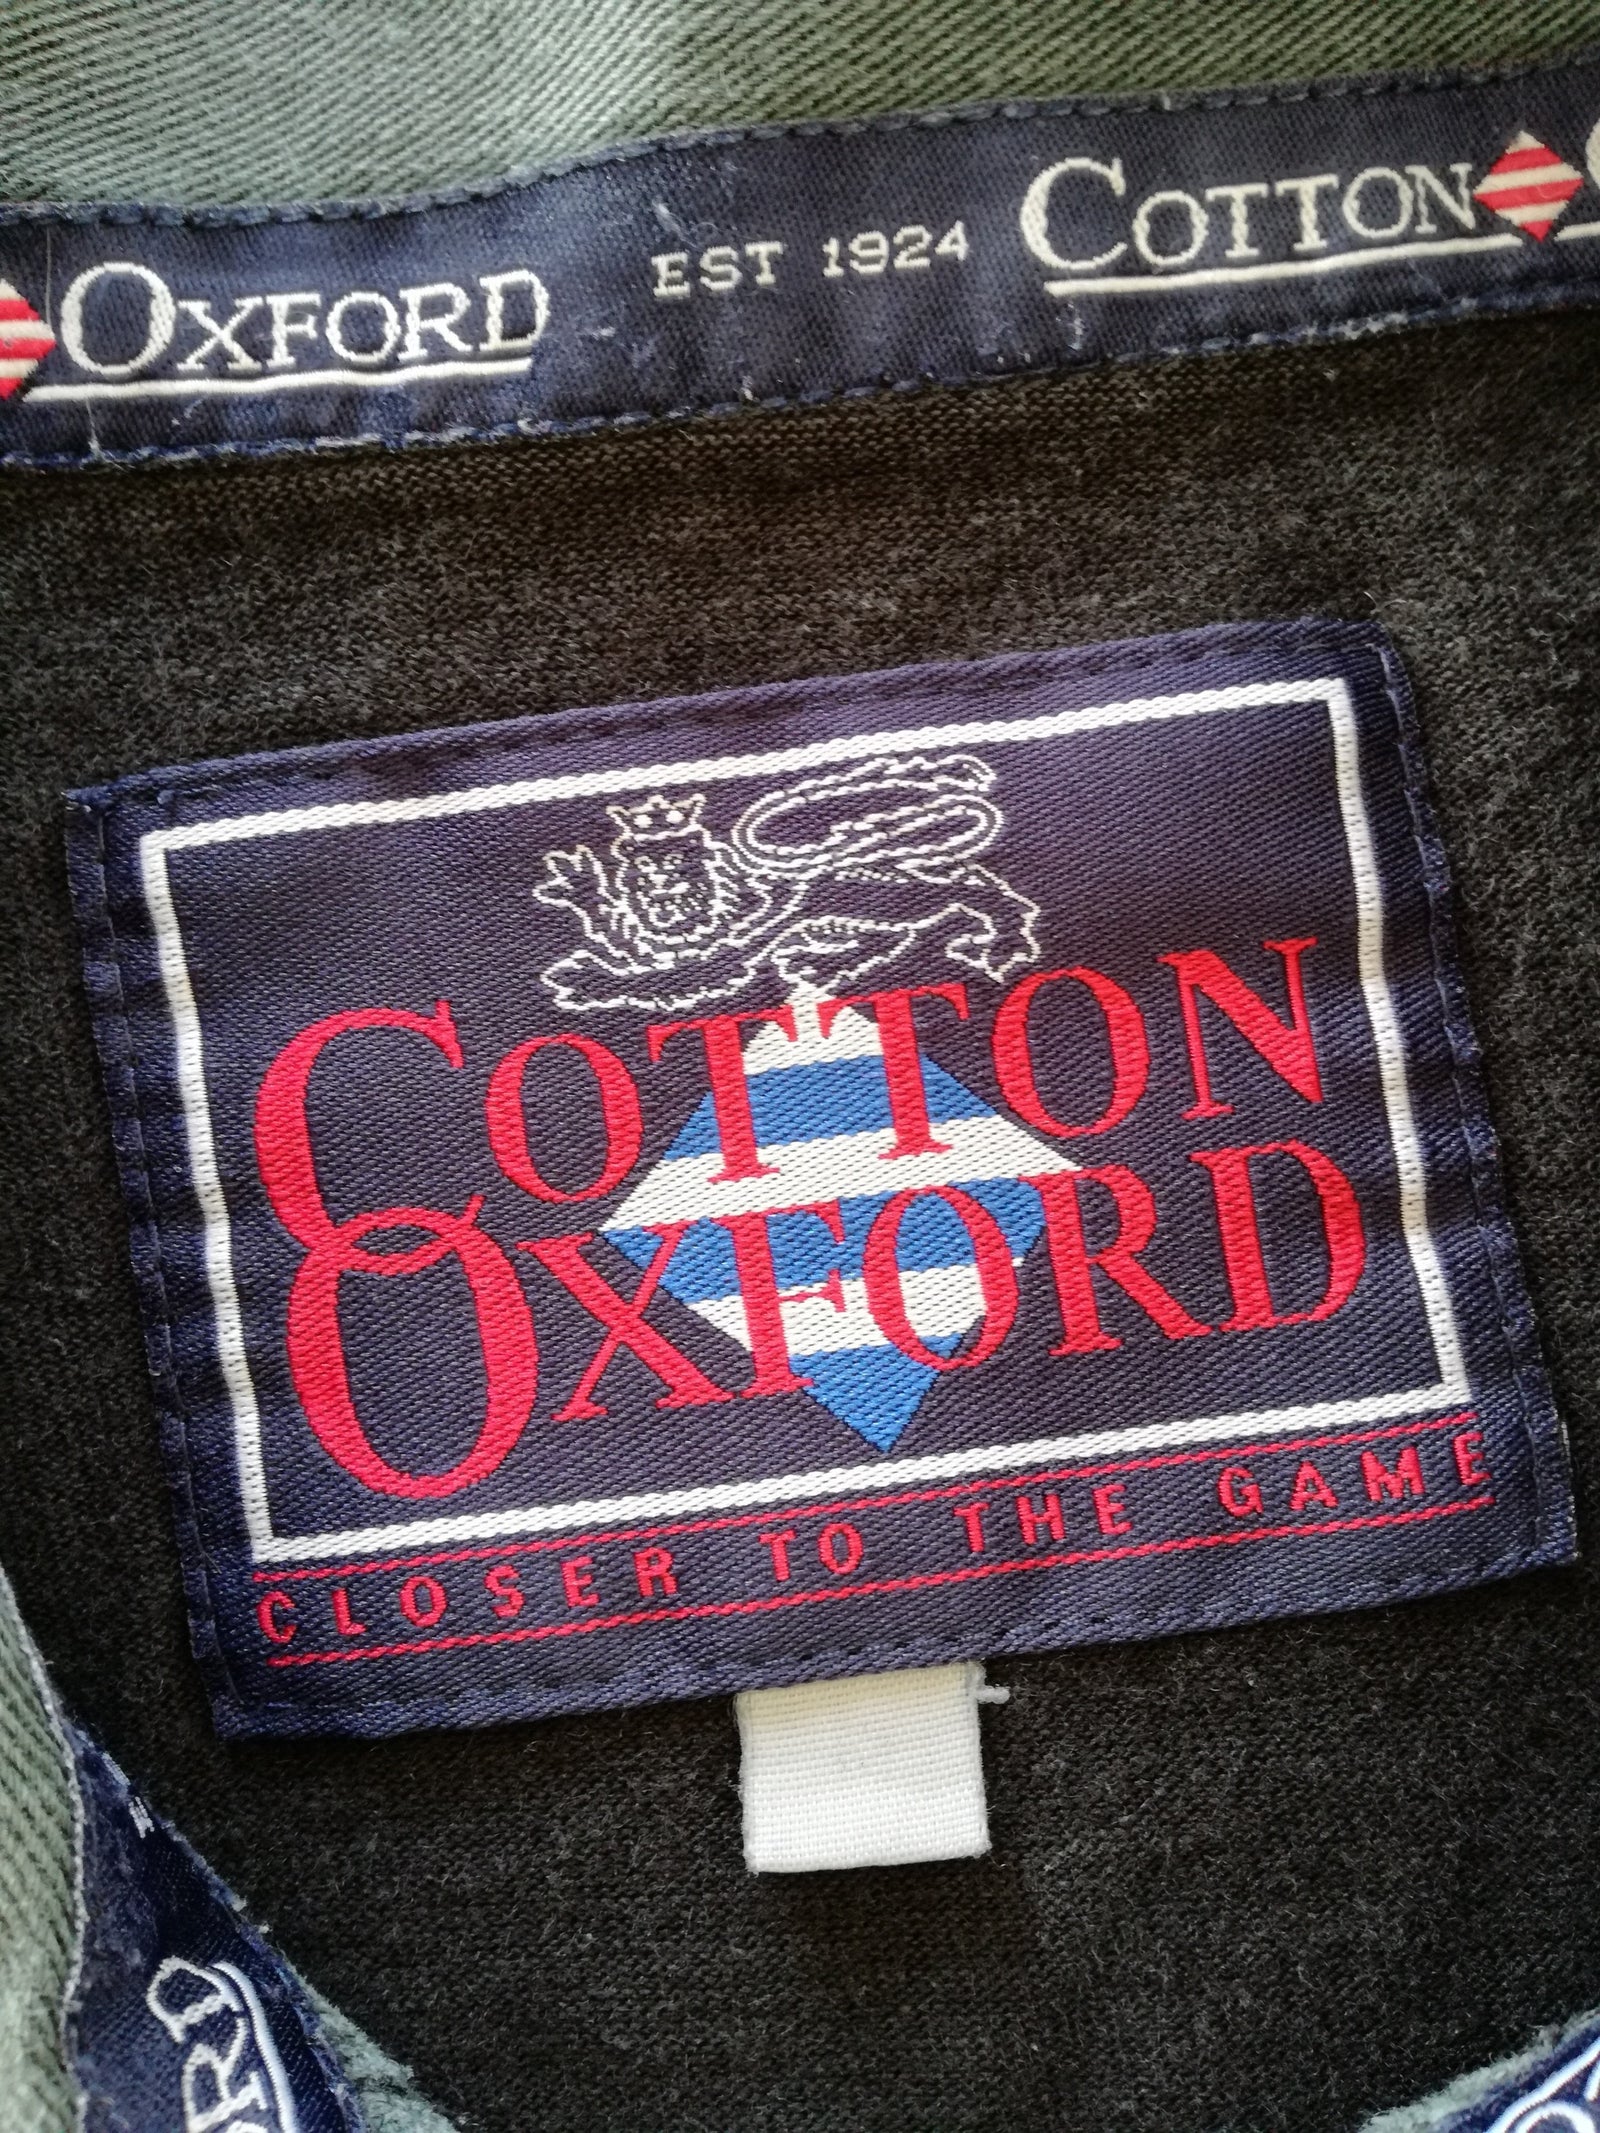 OXFORD EST 1924 COTTON
COTTON
OXFORD
CLOSER TO THE GAME